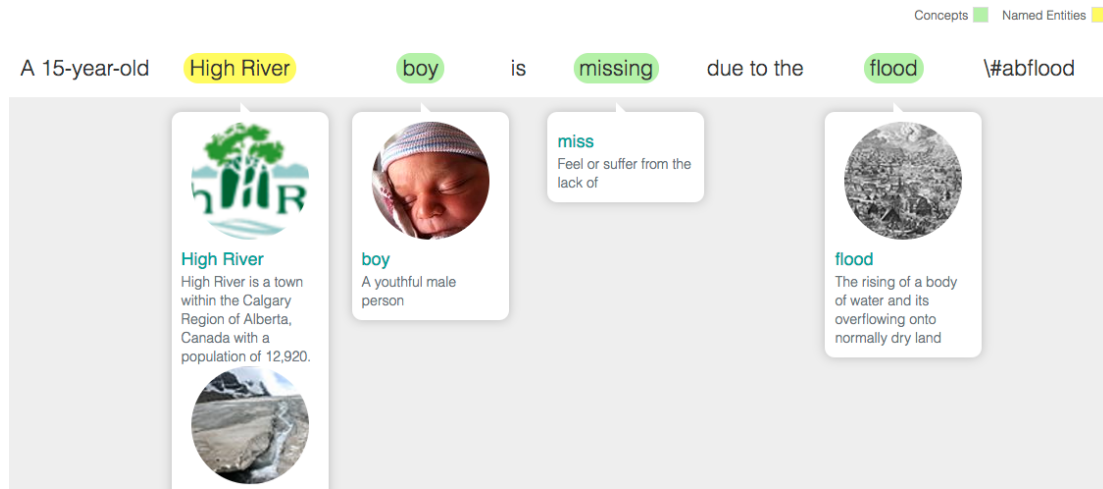 Concepts Named Entities
A 15-year-old High River boy is missing due to the flood \#abflood
h R
High River
High River is a town
within the Calgary
Region of Alberta,
Canada with a
population of 12,920.
boy
A youthful male
person
miss
Feel or suffer from the
lack of
flood
The rising of a body
of water and its
overflowing onto
normally dry land